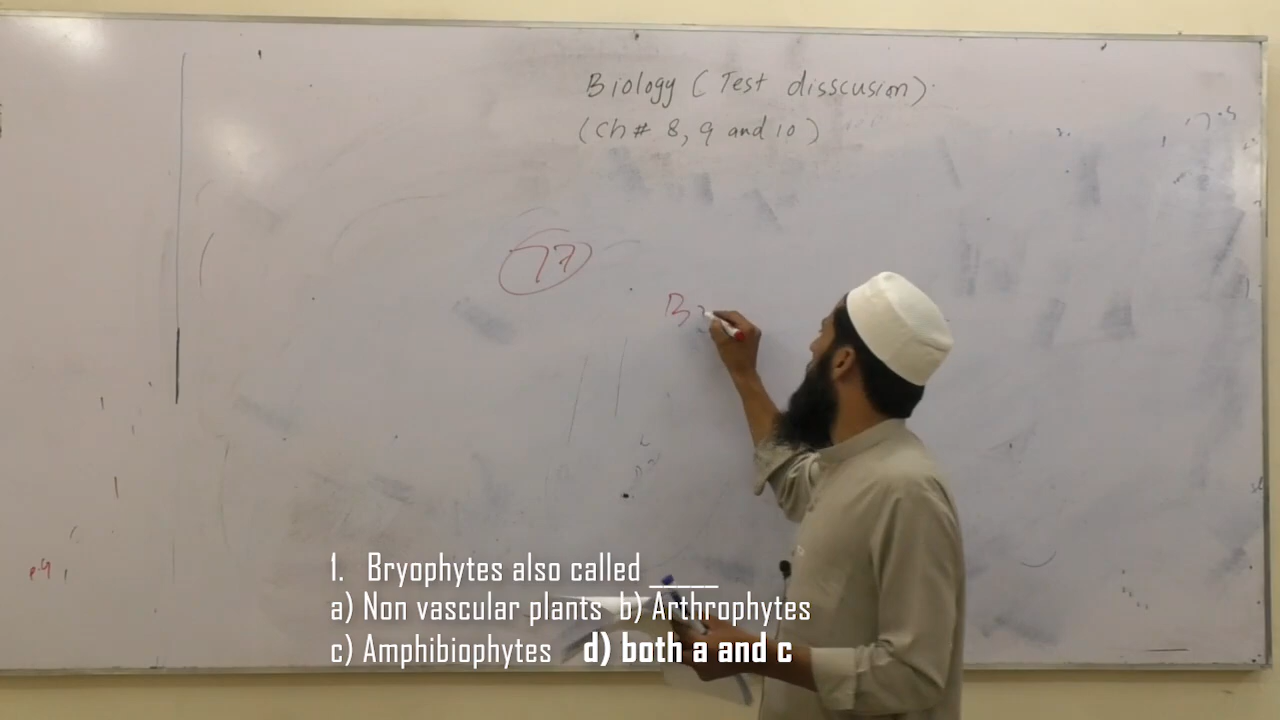 Biology (Test disscusion).
(Ch# 8, 9 and 10)
77
B
1. Bryophytes also called _____
a) Non vascular plants b) Arthrophytes
c) Amphibiophytes d) both a and c